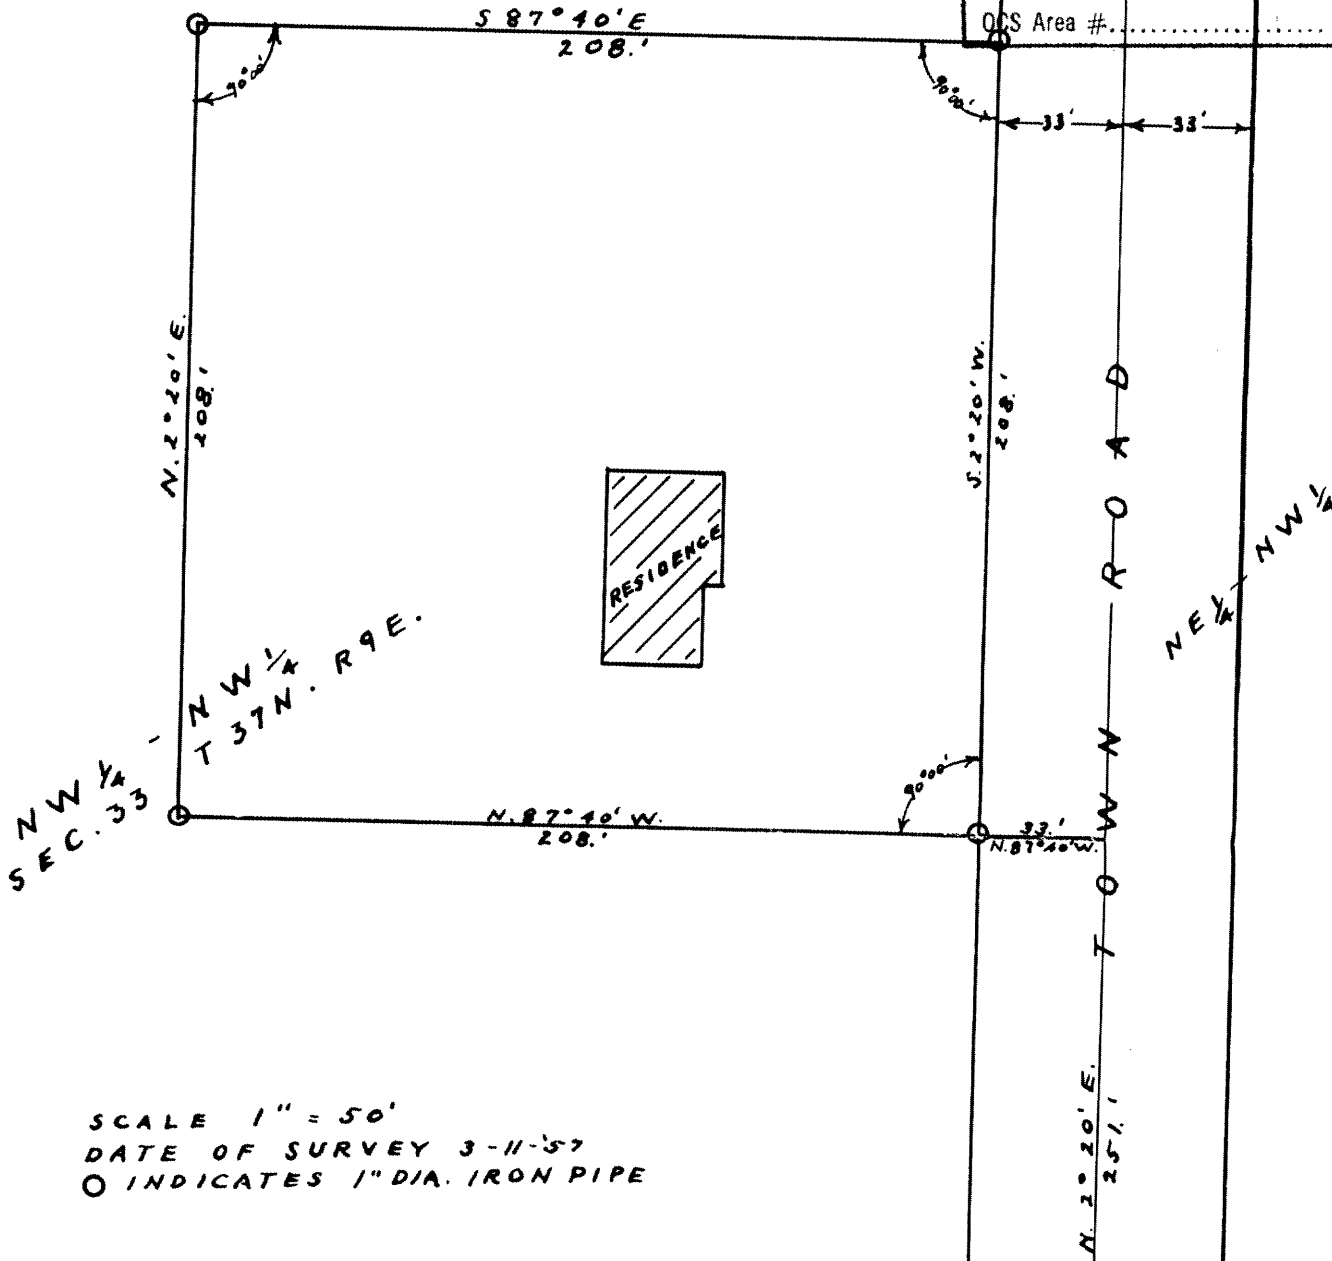 S 87° 40' E
208.'
OCS Area #......................
90°00'
90°00'
33'
33'
N. 2° 20' E.
208.'
S. 2° 20' W.
208.'
TOWN ROAD
RESIDENCE
NE 1/4 - NW 1/4
NW 1/4 - NW 1/4
SEC. 33 T 37 N. R 9 E.
90°00'
N. 87° 40' W.
208.'
33.'
N. 87° 40' W.
N. 2° 20' E.
251.'
SCALE 1" = 50'
DATE OF SURVEY 3-11-'57
O INDICATES 1" DIA. IRON PIPE